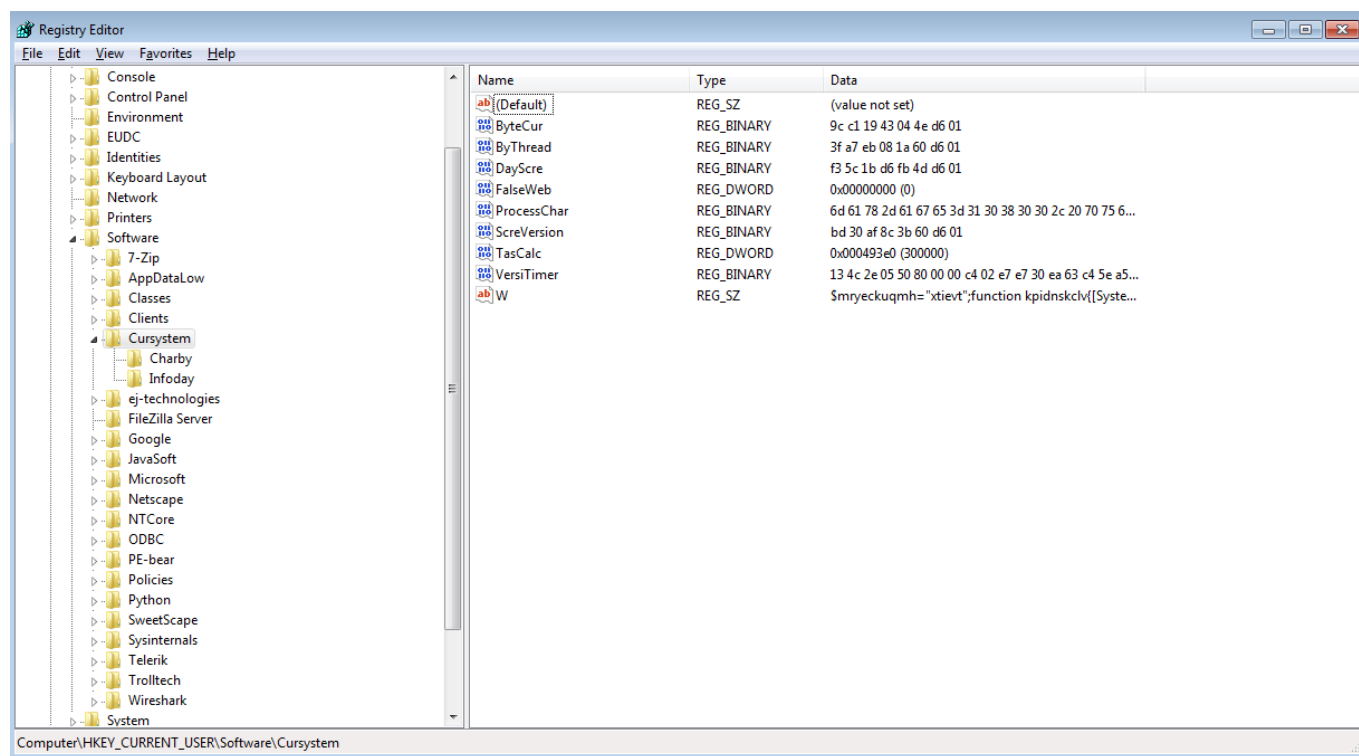 Registry Editor
File Edit View Favorites Help
Console
Control Panel
Environment
EUDC
Identities
Keyboard Layout
Network
Printers
Software
7-Zip
AppDataLow
Classes
Clients
Cursystem
Charby
Infoday
ej-technologies
FileZilla Server
Google
JavaSoft
Microsoft
Netscape
NTCore
ODBC
PE-bear
Policies
Python
SweetScape
Sysinternals
Telerik
Trolltech
Wireshark
System
Name Type Data
(Default) REG_SZ (value not set)
ByteCur REG_BINARY 9c c1 19 43 04 4e d6 01
ByThread REG_BINARY 3f a7 eb 08 1a 60 d6 01
DayScre REG_BINARY f3 5c 1b d6 fb 4d d6 01
FalseWeb REG_DWORD 0x00000000 (0)
ProcessChar REG_BINARY 6d 61 78 2d 61 67 65 3d 31 30 38 30 30 2c 20 70 75 6...
ScreVersion REG_BINARY bd 30 af 8c 3b 60 d6 01
TasCalc REG_DWORD 0x000493e0 (300000)
VersiTimer REG_BINARY 13 4c 2e 05 50 80 00 00 c4 02 e7 e7 30 ea 63 c4 5e a5...
W REG_SZ $mryeckuqmh="xtievt";function kpidnskclv{[Syste...
Computer\HKEY_CURRENT_USER\Software\Cursystem